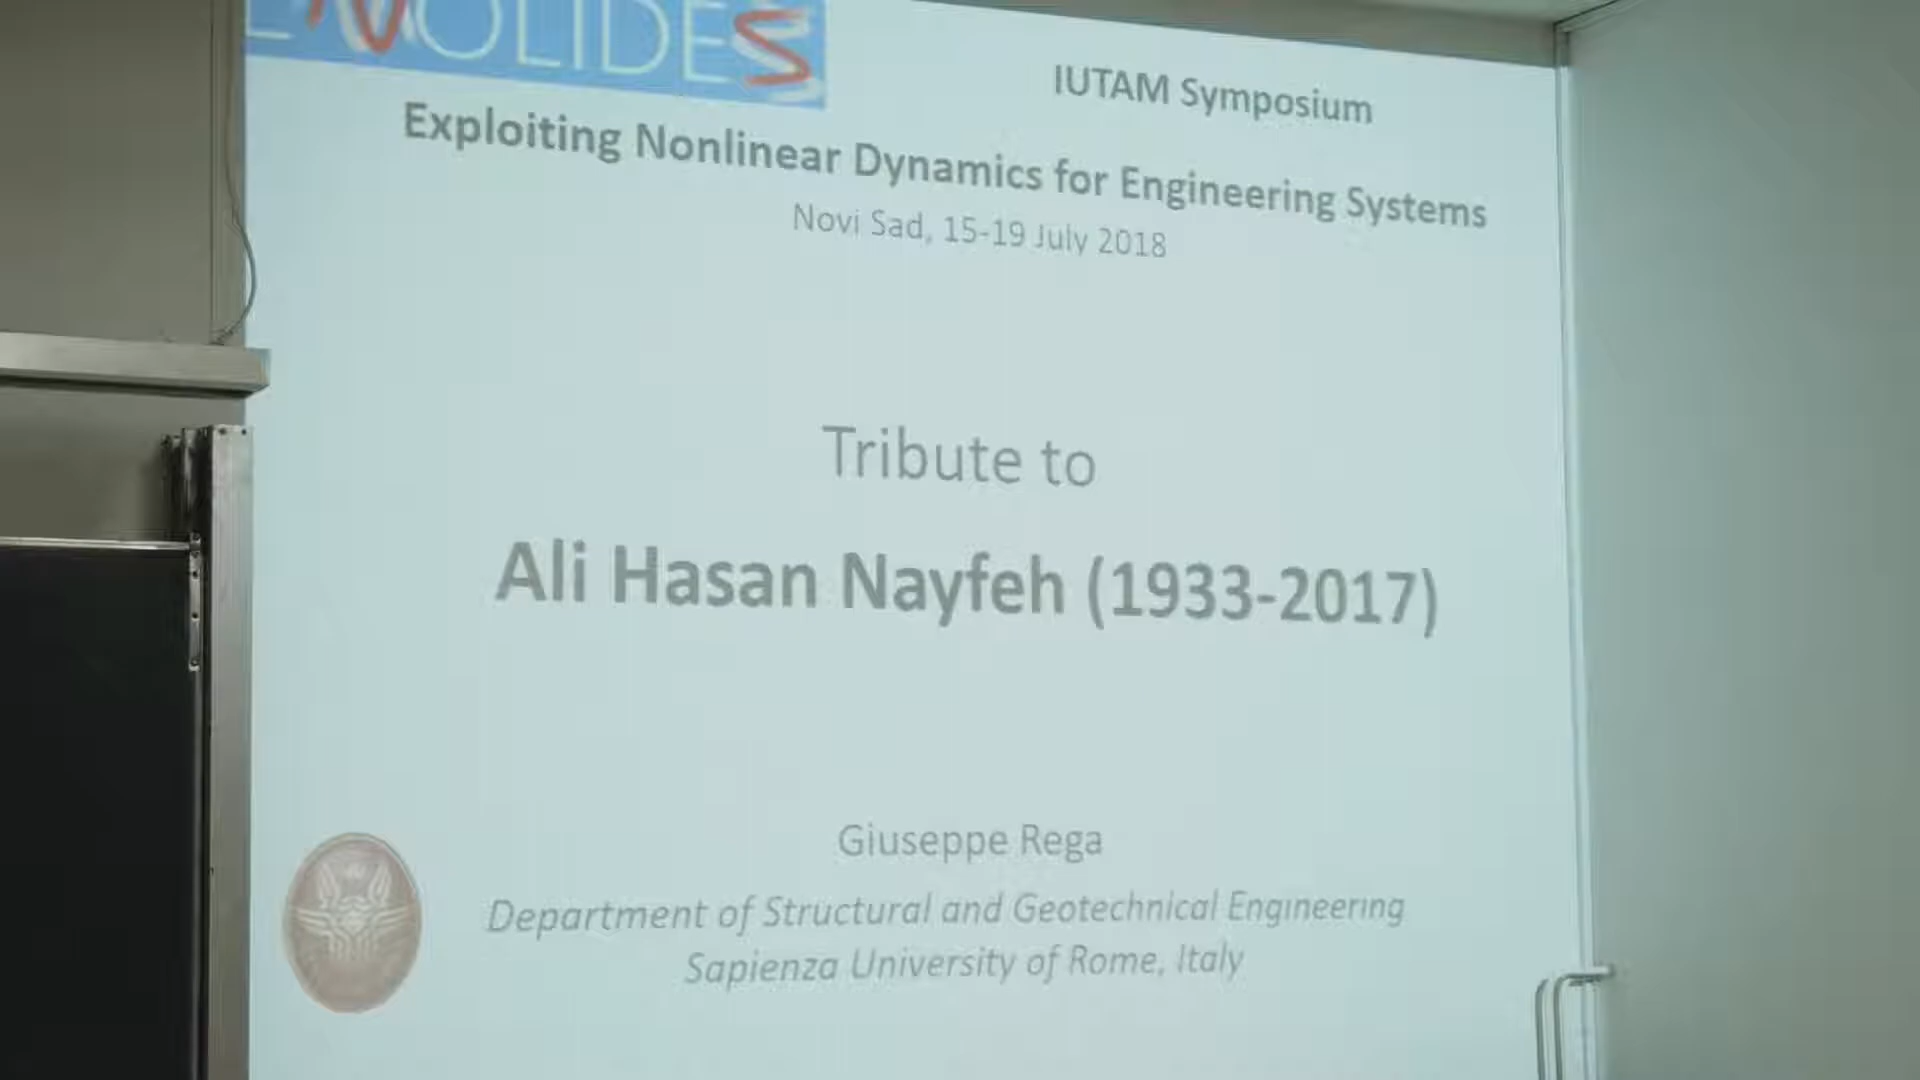 ENOLIDES
IUTAM Symposium
Exploiting Nonlinear Dynamics for Engineering Systems
Novi Sad, 15-19 July 2018
Tribute to
Ali Hasan Nayfeh (1933-2017)
Giuseppe Rega
Department of Structural and Geotechnical Engineering
Sapienza University of Rome, Italy